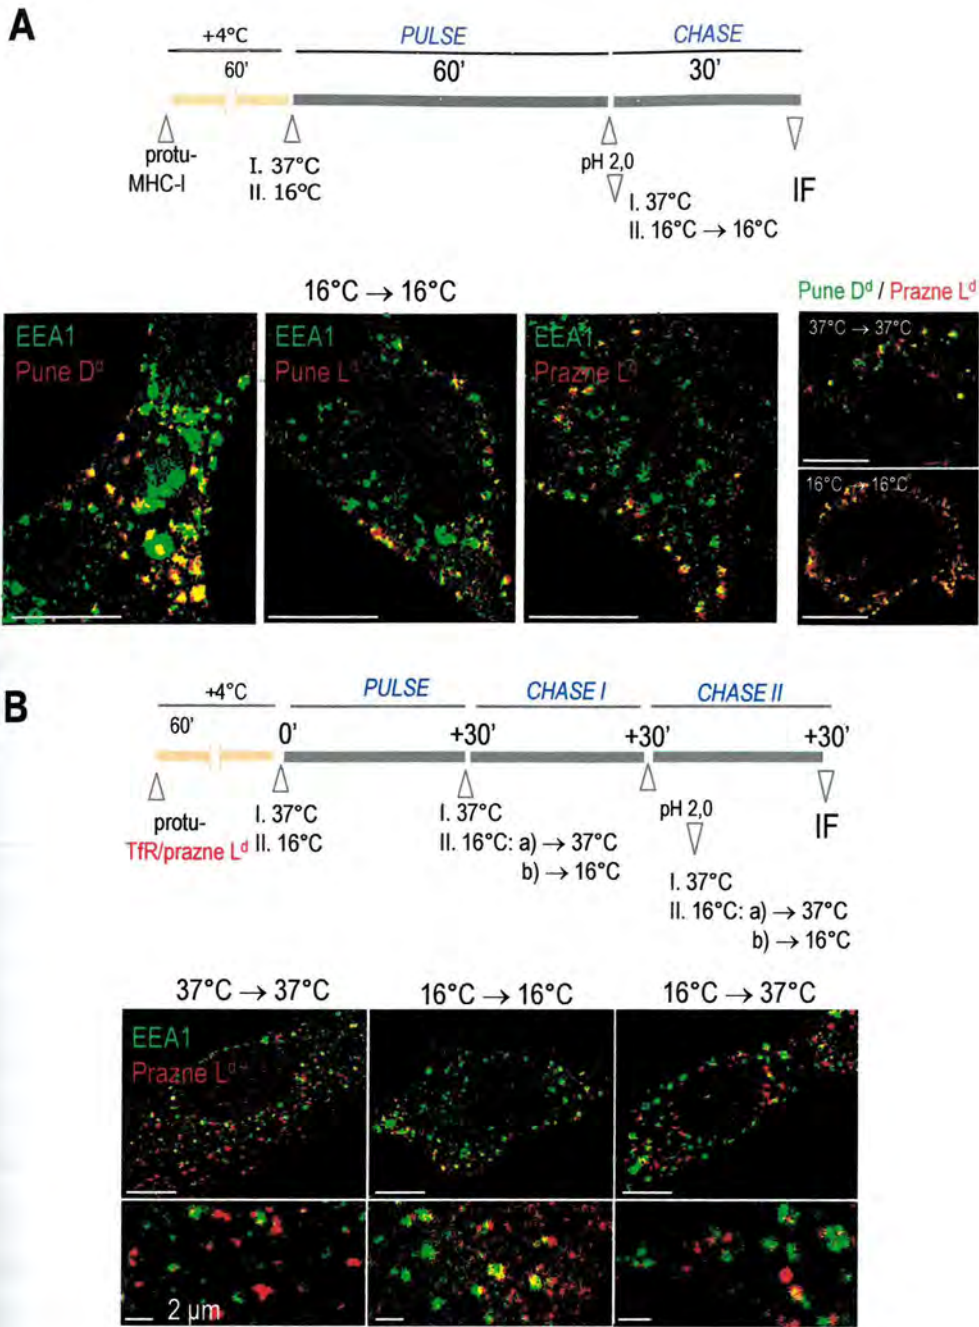 A
+4°C PULSE CHASE
60' 60' 30'
protu-
MHC-I
I. 37°C
II. 16°C
pH 2,0
I. 37°C
II. 16°C → 16°C
IF
16°C → 16°C
Pune Dᵈ / Prazne Lᵈ
EEA1
Pune Dᵈ
EEA1
Pune Lᵈ
EEA1
Prazne Lᵈ
37°C → 37°C
16°C → 16°C
B
+4°C PULSE CHASE I CHASE II
60' 0' +30' +30' +30'
protu-
TfR/prazne Lᵈ
I. 37°C
II. 16°C
I. 37°C
II. 16°C: a) → 37°C
b) → 16°C
pH 2,0
I. 37°C
II. 16°C: a) → 37°C
b) → 16°C
IF
37°C → 37°C 16°C → 16°C 16°C → 37°C
EEA1
Prazne Lᵈ
2 µm